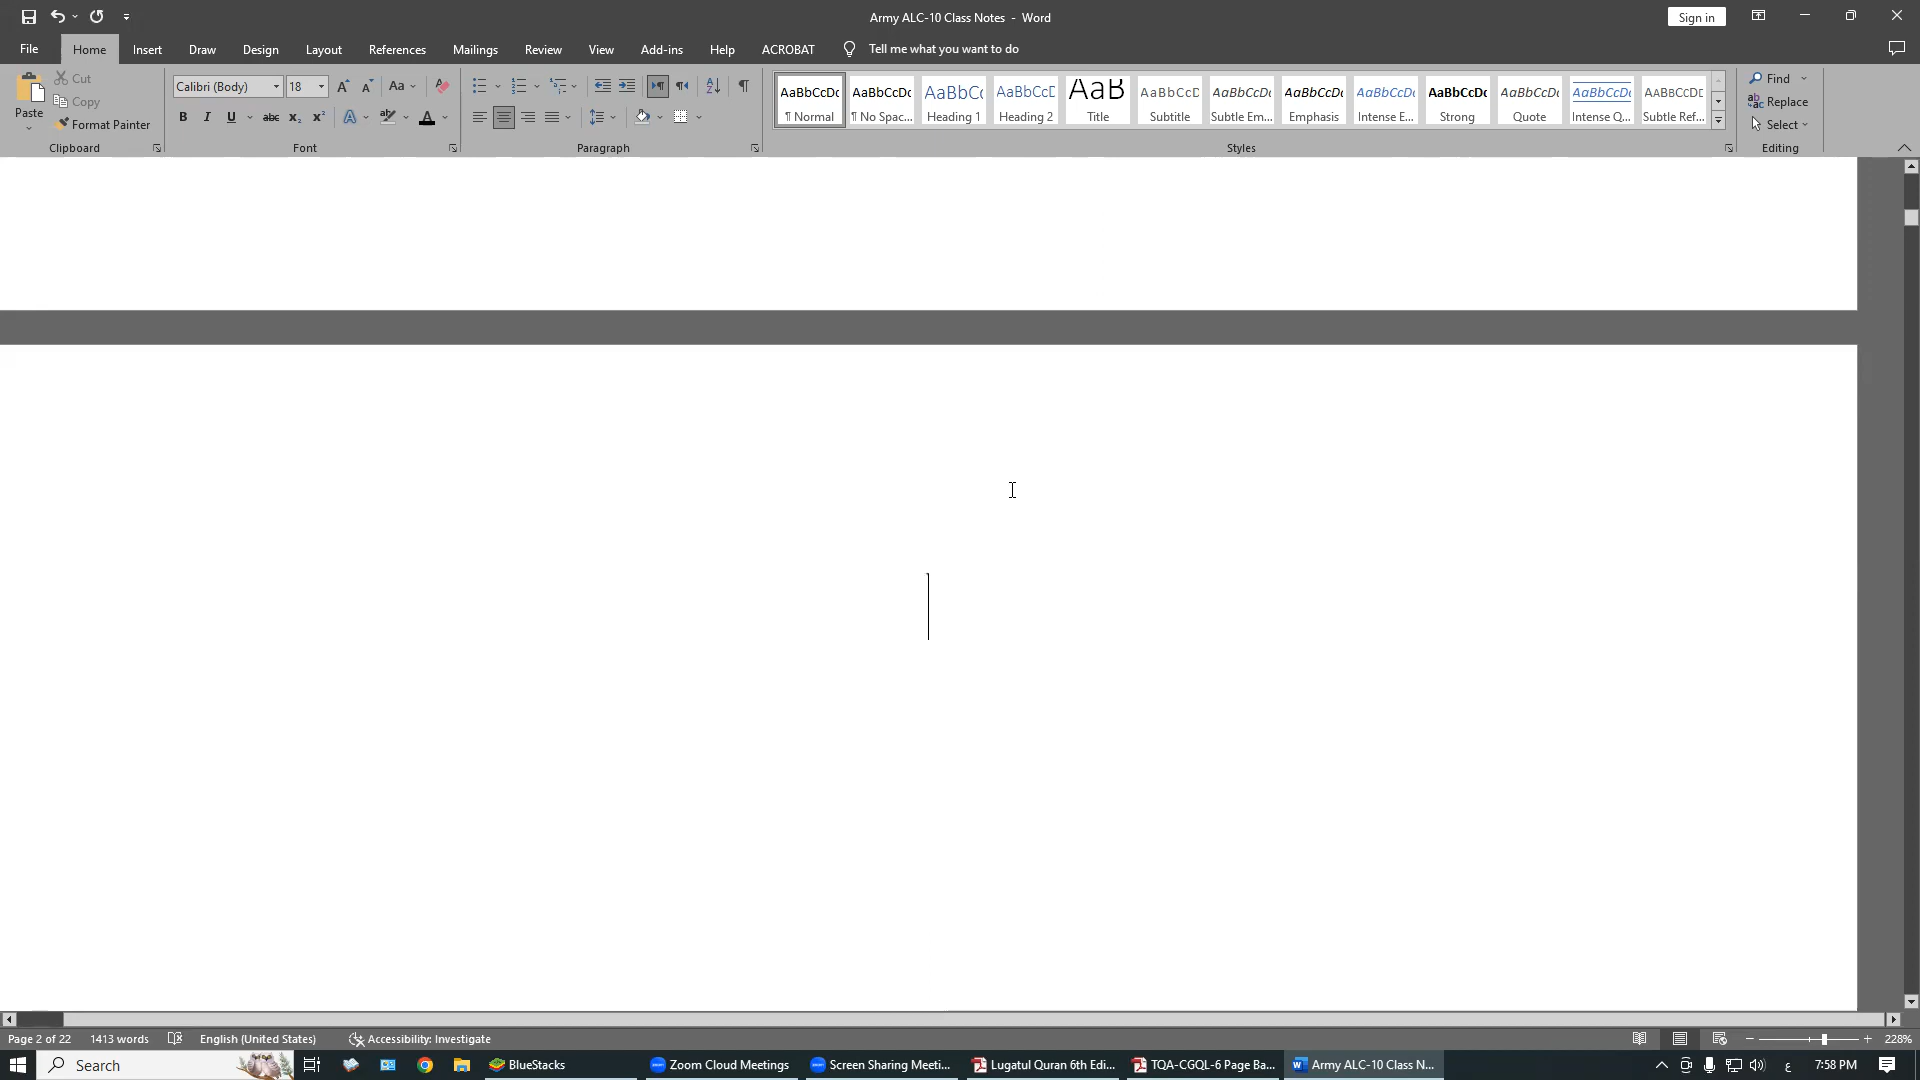 Army ALC-10 Class Notes - Word
Sign in
File Home Insert Draw Design Layout References Mailings Review View Add-ins Help ACROBAT Tell me what you want to do
Paste
Cut
Copy
Format Painter
Clipboard
Calibri (Body) 18
Font
Paragraph
AaBbCcDc AaBbCcDc AaBbC( AaBbCcE AaB AaBbCcD AaBbCcDc AaBbCcDc AaBbCcDc AaBbCcDc AaBbCcDc AaBbCcDc AABBCCDE
¶ Normal ¶ No Spac... Heading 1 Heading 2 Title Subtitle Subtle Em... Emphasis Intense E... Strong Quote Intense Q... Subtle Ref...
Styles
Find
Replace
Select
Editing
Page 2 of 22 1413 words English (United States) Accessibility: Investigate 228%
Search BlueStacks Zoom Cloud Meetings Screen Sharing Meeti... Lugatul Quran 6th Edi... TQA-CGQL-6 Page Ba... Army ALC-10 Class N... ع 7:58 PM